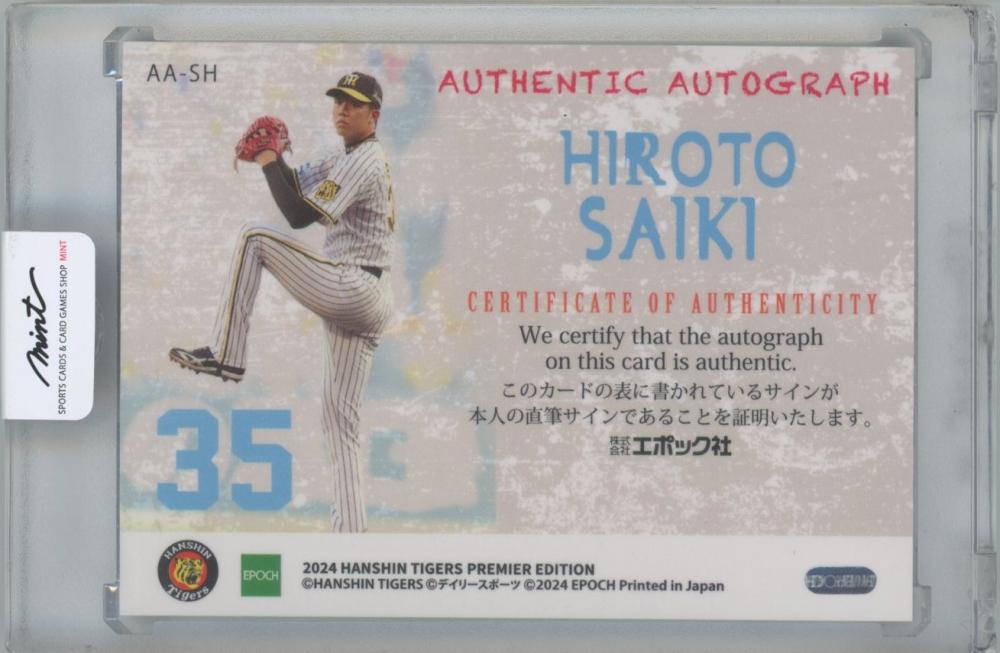 AA-SH
AUTHENTIC AUTOGRAPH
HIROTO
SAIKI
CERTIFICATE OF AUTHENTICITY
We certify that the autograph
on this card is authentic.
このカードの表に書かれているサインが
本人の直筆サインであることを証明いたします。
株式会社エポック社
35
mint
SPORTS CARDS & CARD GAMES SHOP MINT
HANSHIN
Tigers
EPOCH
2024 HANSHIN TIGERS PREMIER EDITION
©HANSHIN TIGERS ©デイリースポーツ ©2024 EPOCH Printed in Japan